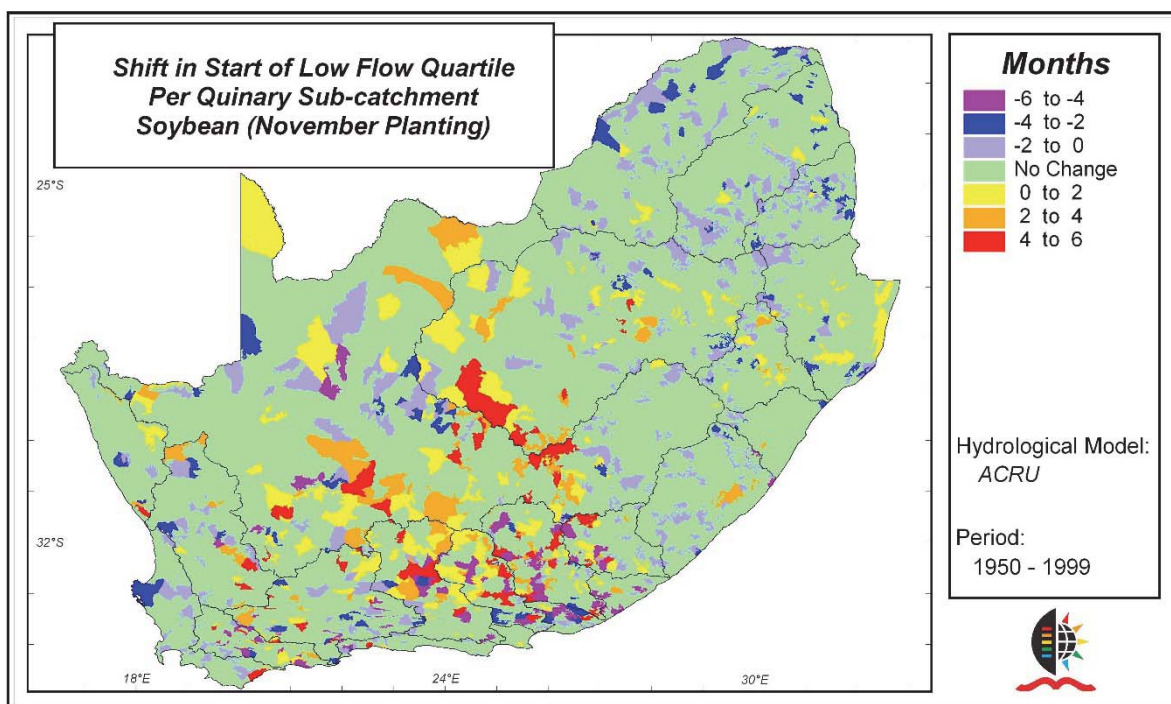 Shift in Start of Low Flow Quartile
Per Quinary Sub-catchment
Soybean (November Planting)
Months
-6 to -4
-4 to -2
-2 to 0
No Change
0 to 2
2 to 4
4 to 6
25°S
32°S
18°E
24°E
30°E
Hydrological Model:
ACRU
Period:
1950 - 1999